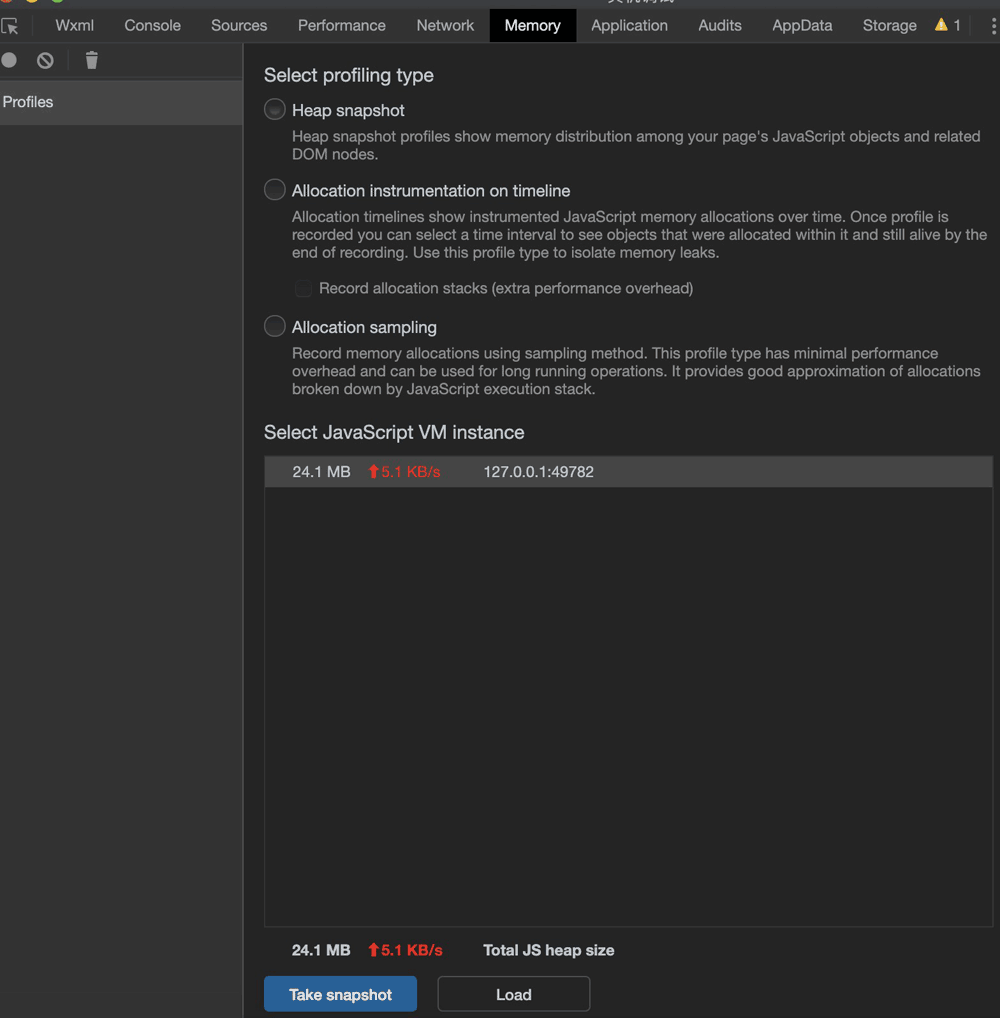 Wxml Console Sources Performance Network Memory Application Audits AppData Storage 1
Profiles
Select profiling type
Heap snapshot
Heap snapshot profiles show memory distribution among your page's JavaScript objects and related
DOM nodes.
Allocation instrumentation on timeline
Allocation timelines show instrumented JavaScript memory allocations over time. Once profile is
recorded you can select a time interval to see objects that were allocated within it and still alive by the
end of recording. Use this profile type to isolate memory leaks.
Record allocation stacks (extra performance overhead)
Allocation sampling
Record memory allocations using sampling method. This profile type has minimal performance
overhead and can be used for long running operations. It provides good approximation of allocations
broken down by JavaScript execution stack.
Select JavaScript VM instance
24.1 MB ↑5.1 KB/s 127.0.0.1:49782
24.1 MB ↑5.1 KB/s Total JS heap size
Take snapshot Load